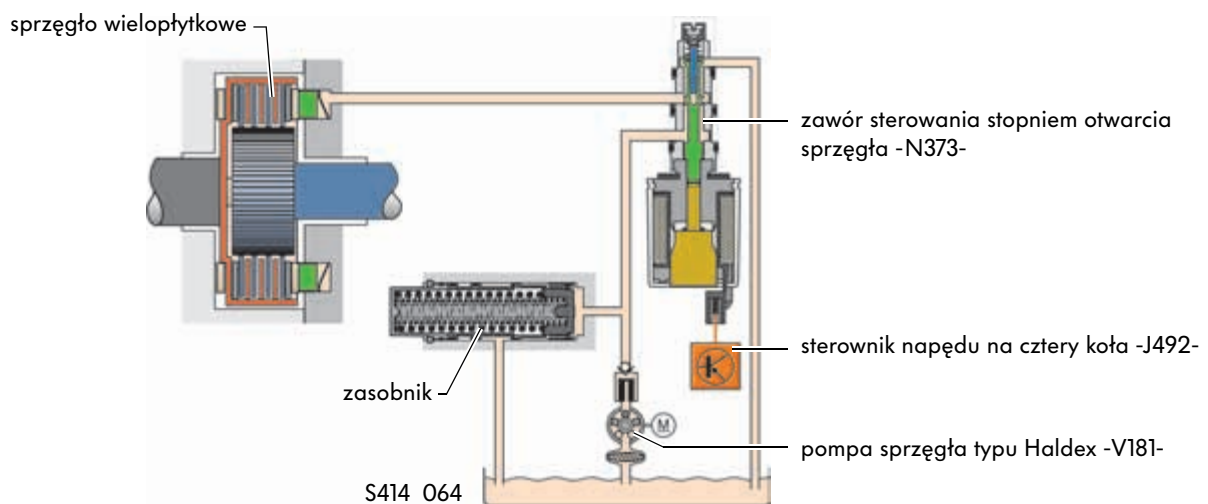 sprzęgło wielopłytkowe
zawór sterowania stopniem otwarcia
sprzęgła -N373-
sterownik napędu na cztery koła -J492-
zasobnik
M
pompa sprzęgła typu Haldex -V181-
S414_064